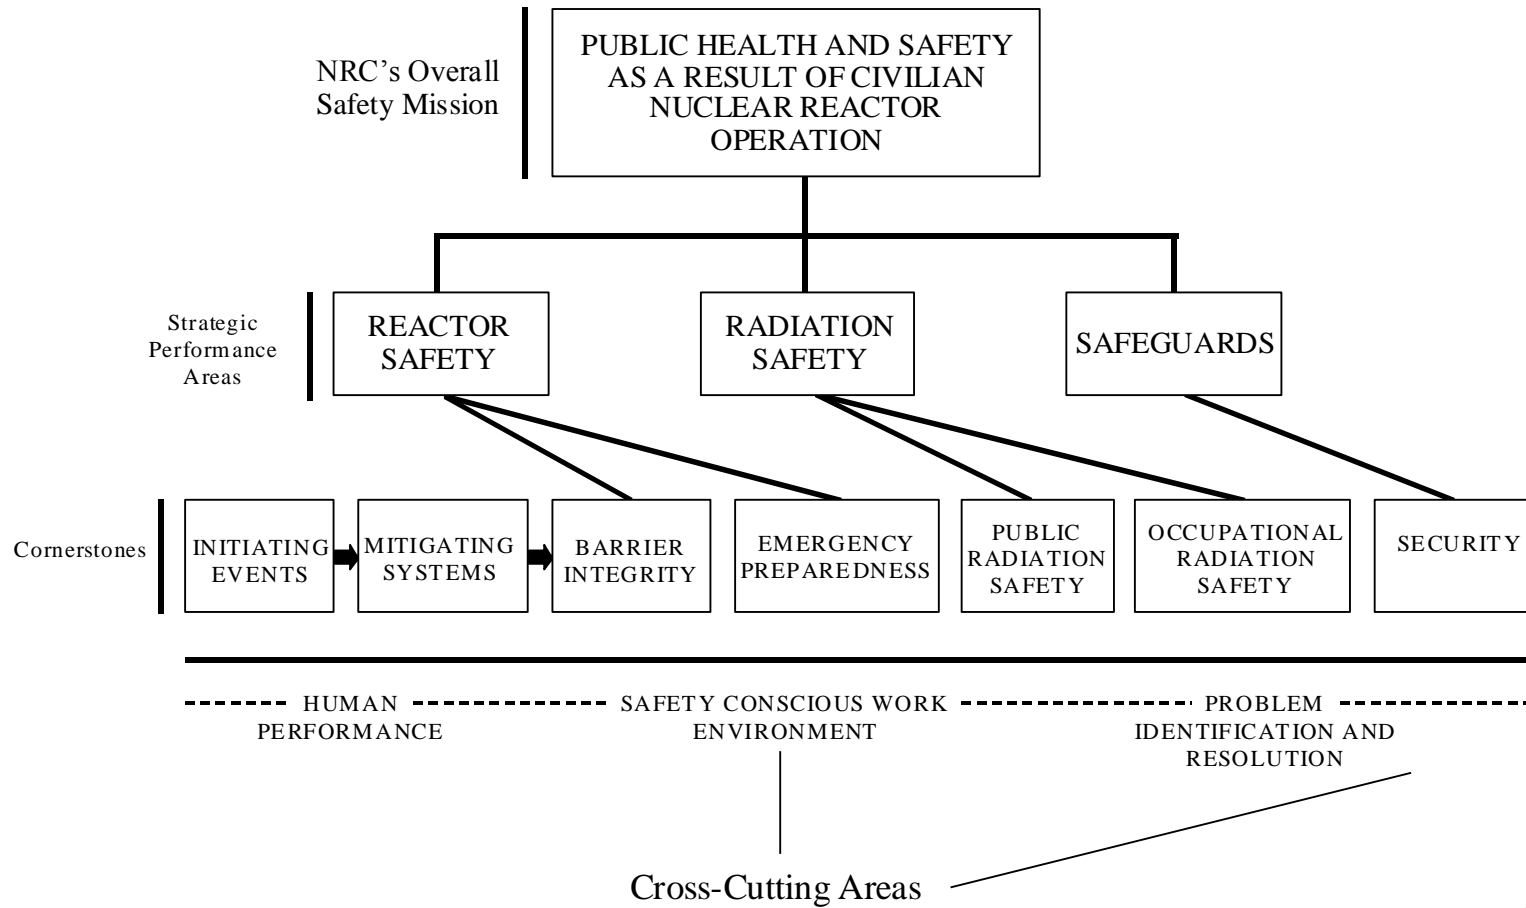 NRC’s Overall
Safety Mission
PUBLIC HEALTH AND SAFETY
AS A RESULT OF CIVILIAN
NUCLEAR REACTOR
OPERATION
Strategic
Performance
Areas
REACTOR
SAFETY
RADIATION
SAFETY
SAFEGUARDS
Cornerstones
INITIATING
EVENTS
MITIGATING
SYSTEMS
BARRIER
INTEGRITY
EMERGENCY
PREPAREDNESS
PUBLIC
RADIATION
SAFETY
OCCUPATIONAL
RADIATION
SAFETY
SECURITY
HUMAN
PERFORMANCE
SAFETY CONSCIOUS WORK
ENVIRONMENT
PROBLEM
IDENTIFICATION AND
RESOLUTION
Cross-Cutting Areas